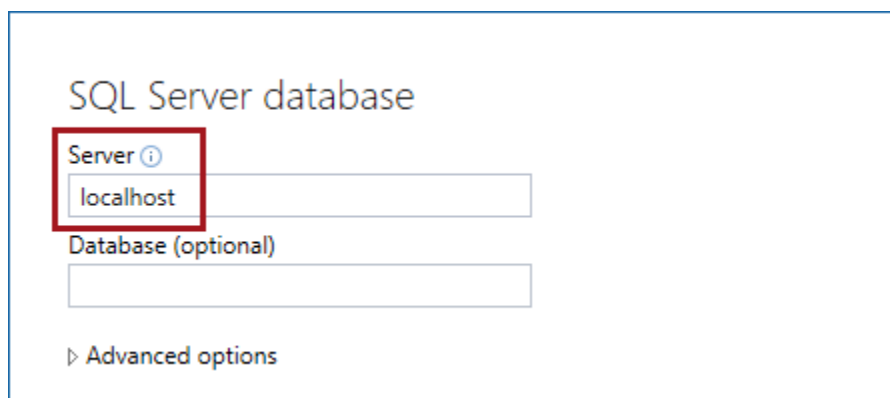 SQL Server database
Server
localhost
Database (optional)
Advanced options